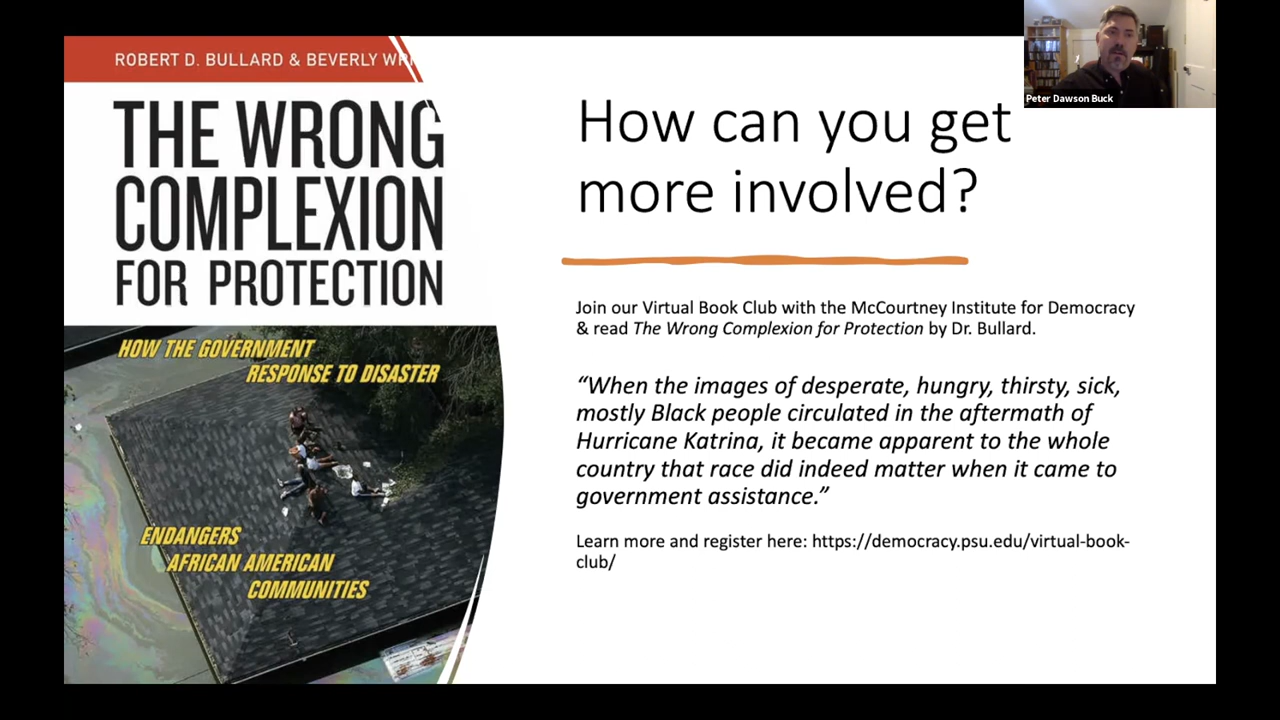 ROBERT D. BULLARD & BEVERLY
THE WRONG
COMPLEXION
FOR PROTECTION
HOW THE GOVERNMENT
RESPONSE TO DISASTER
ENDANGERS
AFRICAN AMERICAN
COMMUNITIES
Peter Dawson Buck
How can you get
more involved?
Join our Virtual Book Club with the McCourtney Institute for Democracy
& read The Wrong Complexion for Protection by Dr. Bullard.
“When the images of desperate, hungry, thirsty, sick,
mostly Black people circulated in the aftermath of
Hurricane Katrina, it became apparent to the whole
country that race did indeed matter when it came to
government assistance.”
Learn more and register here: https://democracy.psu.edu/virtual-book-
club/